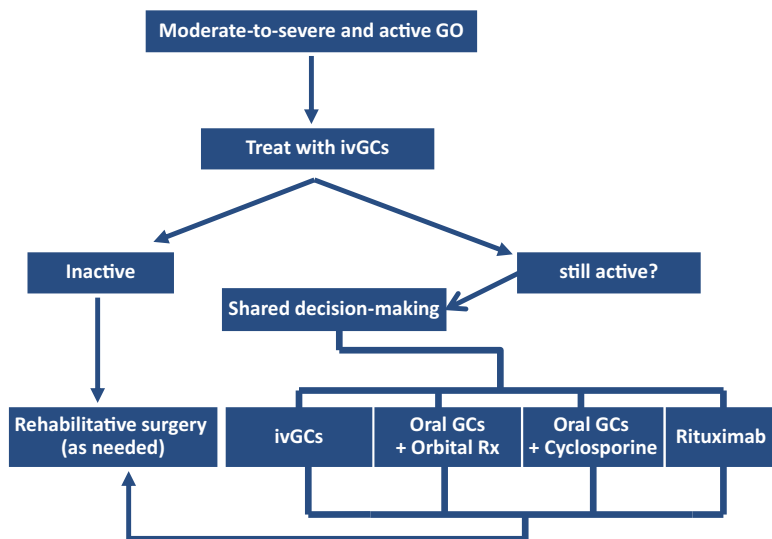 Moderate-to-severe and active GO
Treat with ivGCs
Inactive
still active?
Shared decision-making
Rehabilitative surgery
(as needed)
ivGCs
Oral GCs
+ Orbital Rx
Oral GCs
+ Cyclosporine
Rituximab